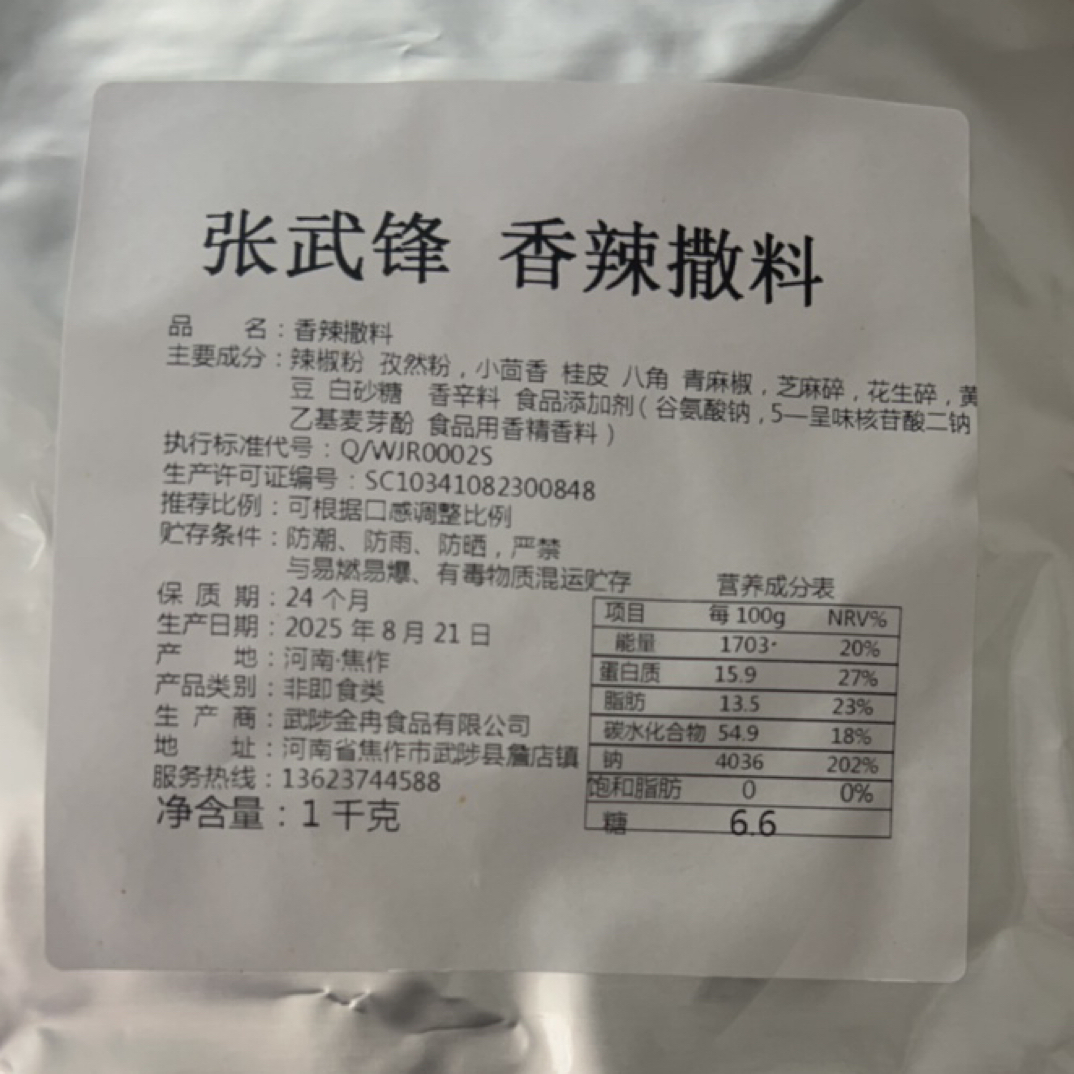 张武锋 香辣撒料
品 名：香辣撒料
主要成分：辣椒粉 孜然粉，小茴香 桂皮 八角 青麻椒，芝麻碎，花生碎，黄
豆 白砂糖 香辛料 食品添加剂（谷氨酸钠，5—呈味核苷酸二钠
乙基麦芽酚 食品用香精香料）
执行标准代号：Q/WJR0002S
生产许可证编号：SC10341082300848
推荐比例：可根据口感调整比例
贮存条件：防潮、防雨、防晒，严禁
与易燃易爆、有毒物质混运贮存
保 质 期：24 个月
生产日期：2025 年 8 月 21 日
产 地：河南·焦作
产品类别：非即食类
生 产 商：武陟金冉食品有限公司
地 址：河南省焦作市武陟县詹店镇
服务热线：13623744588
净含量：1 千克
营养成分表
项目 每 100g NRV%
能量 1703· 20%
蛋白质 15.9 27%
脂肪 13.5 23%
碳水化合物 54.9 18%
钠 4036 202%
饱和脂肪 0 0%
糖 6.6